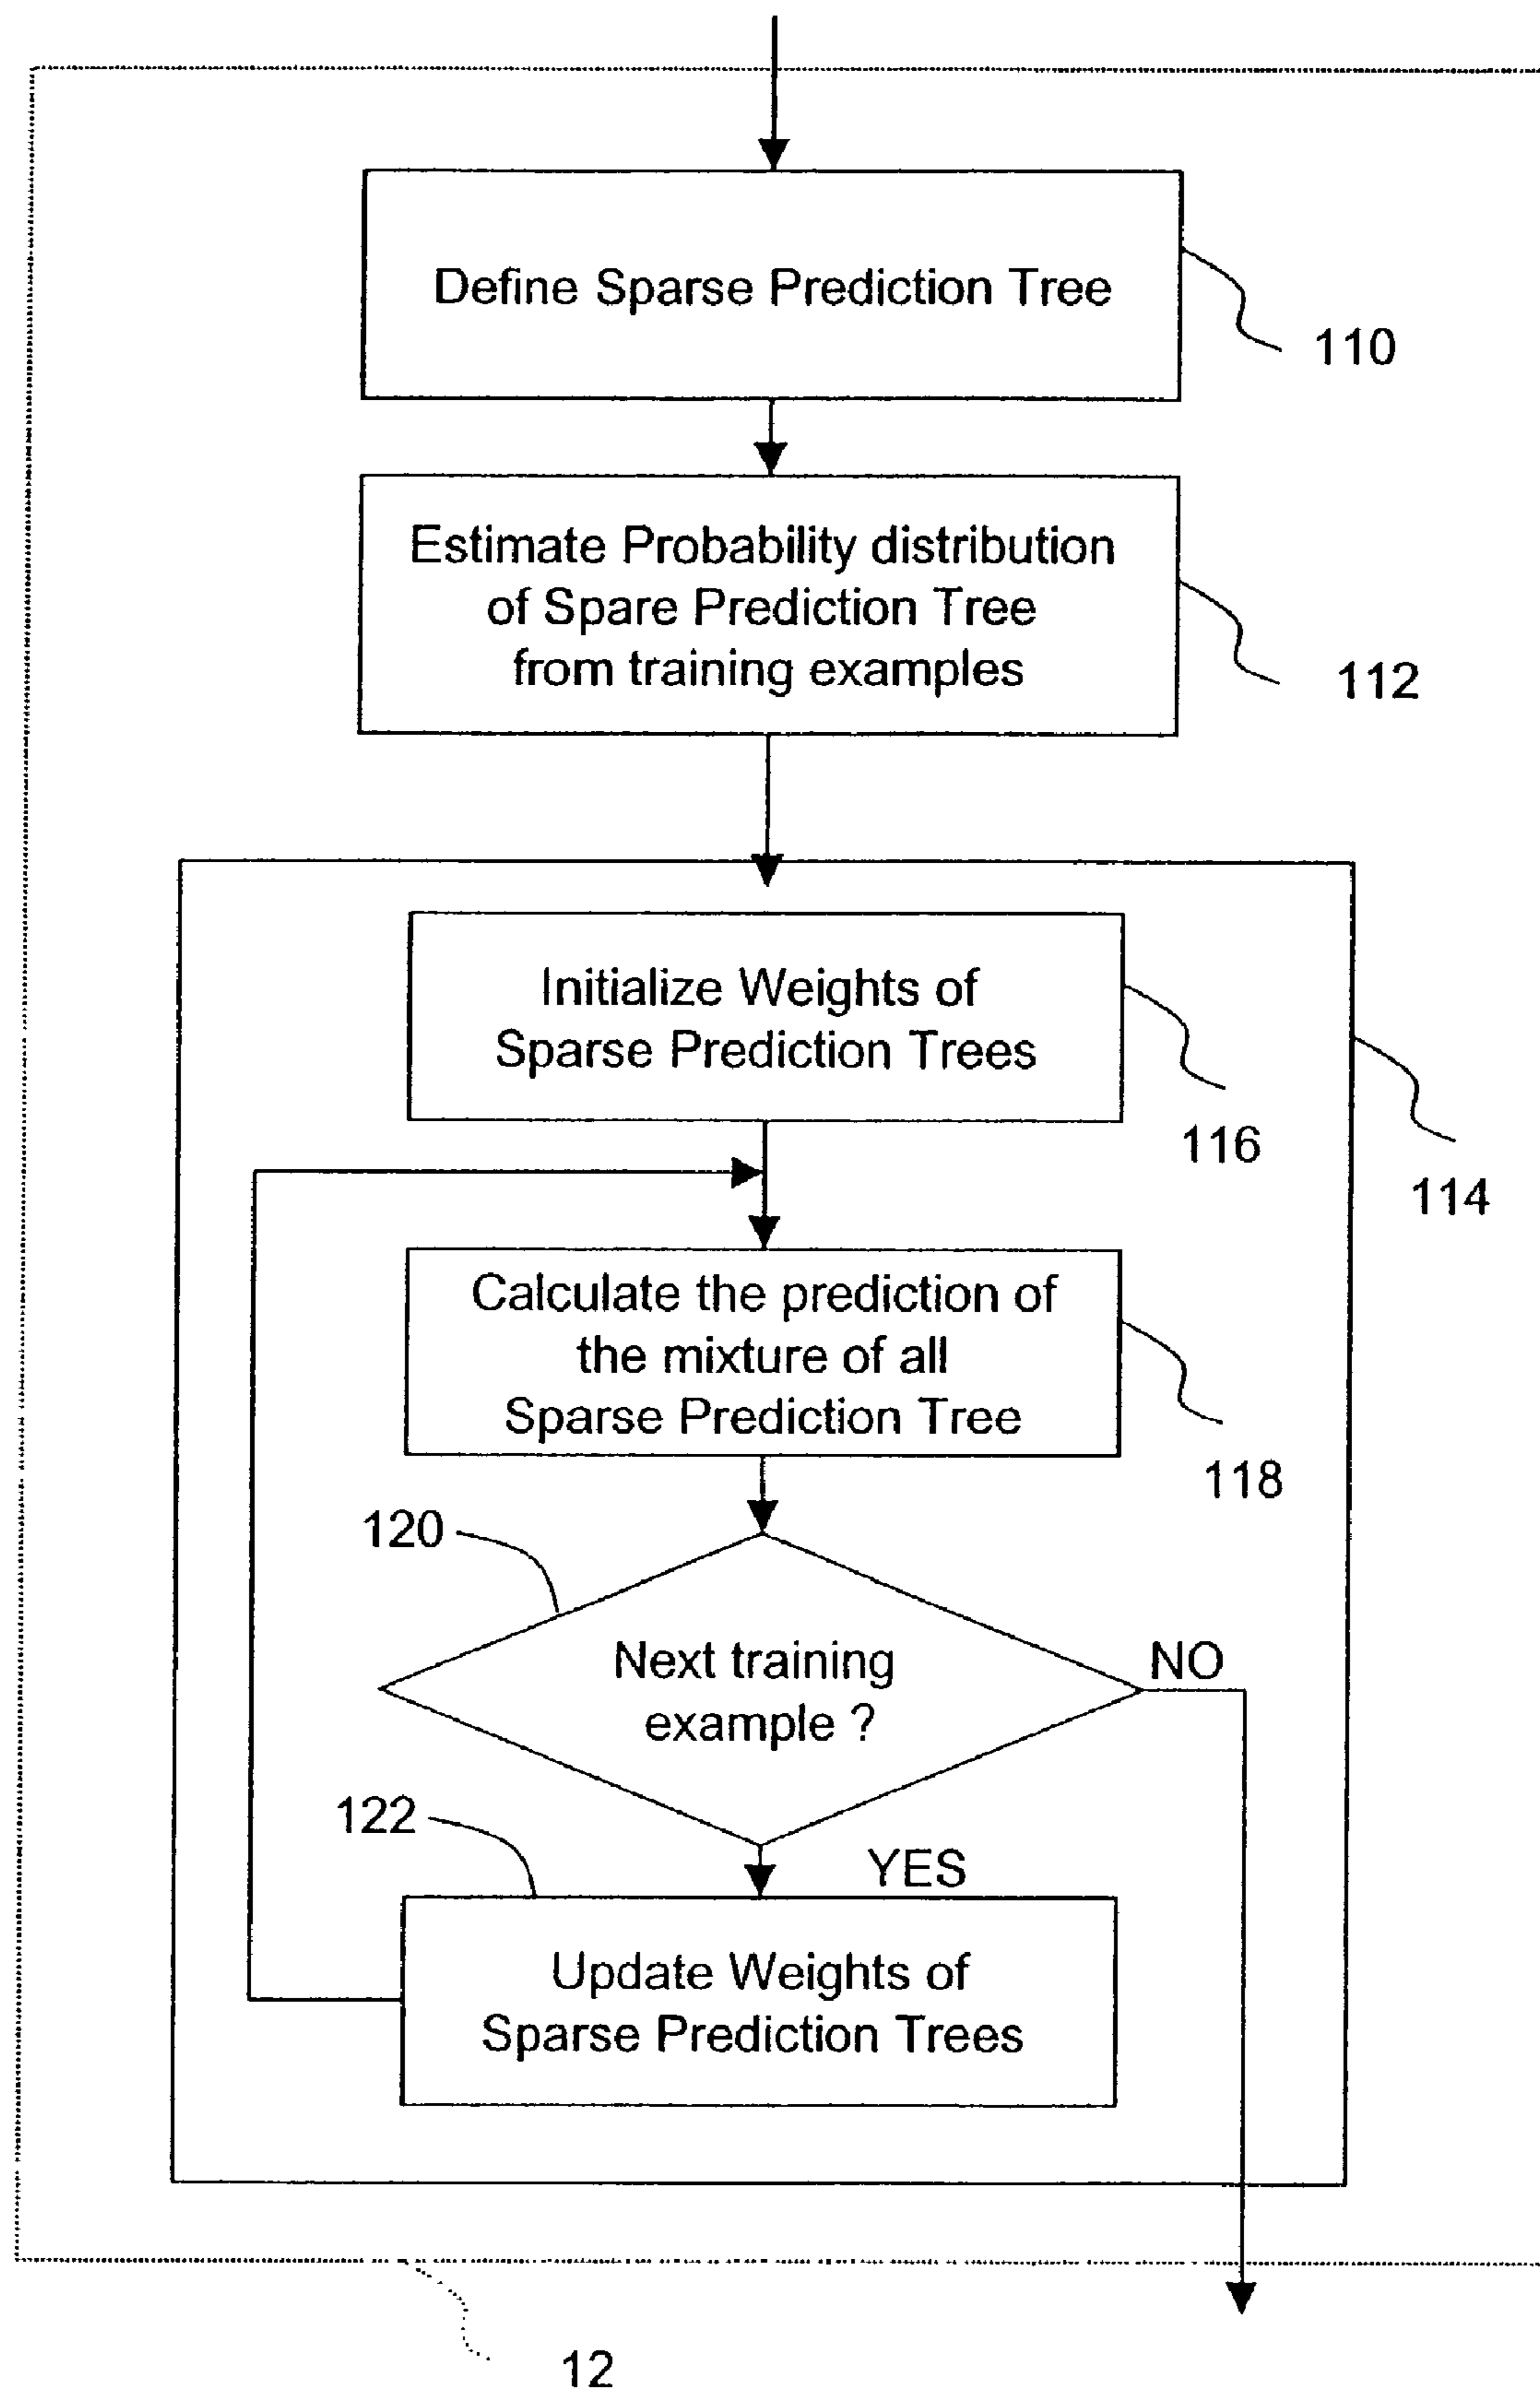 Define Sparse Prediction Tree
110
Estimate Probability distribution
of Spare Prediction Tree
from training examples
112
Initialize Weights of
Sparse Prediction Trees
116
114
Calculate the prediction of
the mixture of all
Sparse Prediction Tree
118
120
Next training
example ?
NO
122
YES
Update Weights of
Sparse Prediction Trees
12